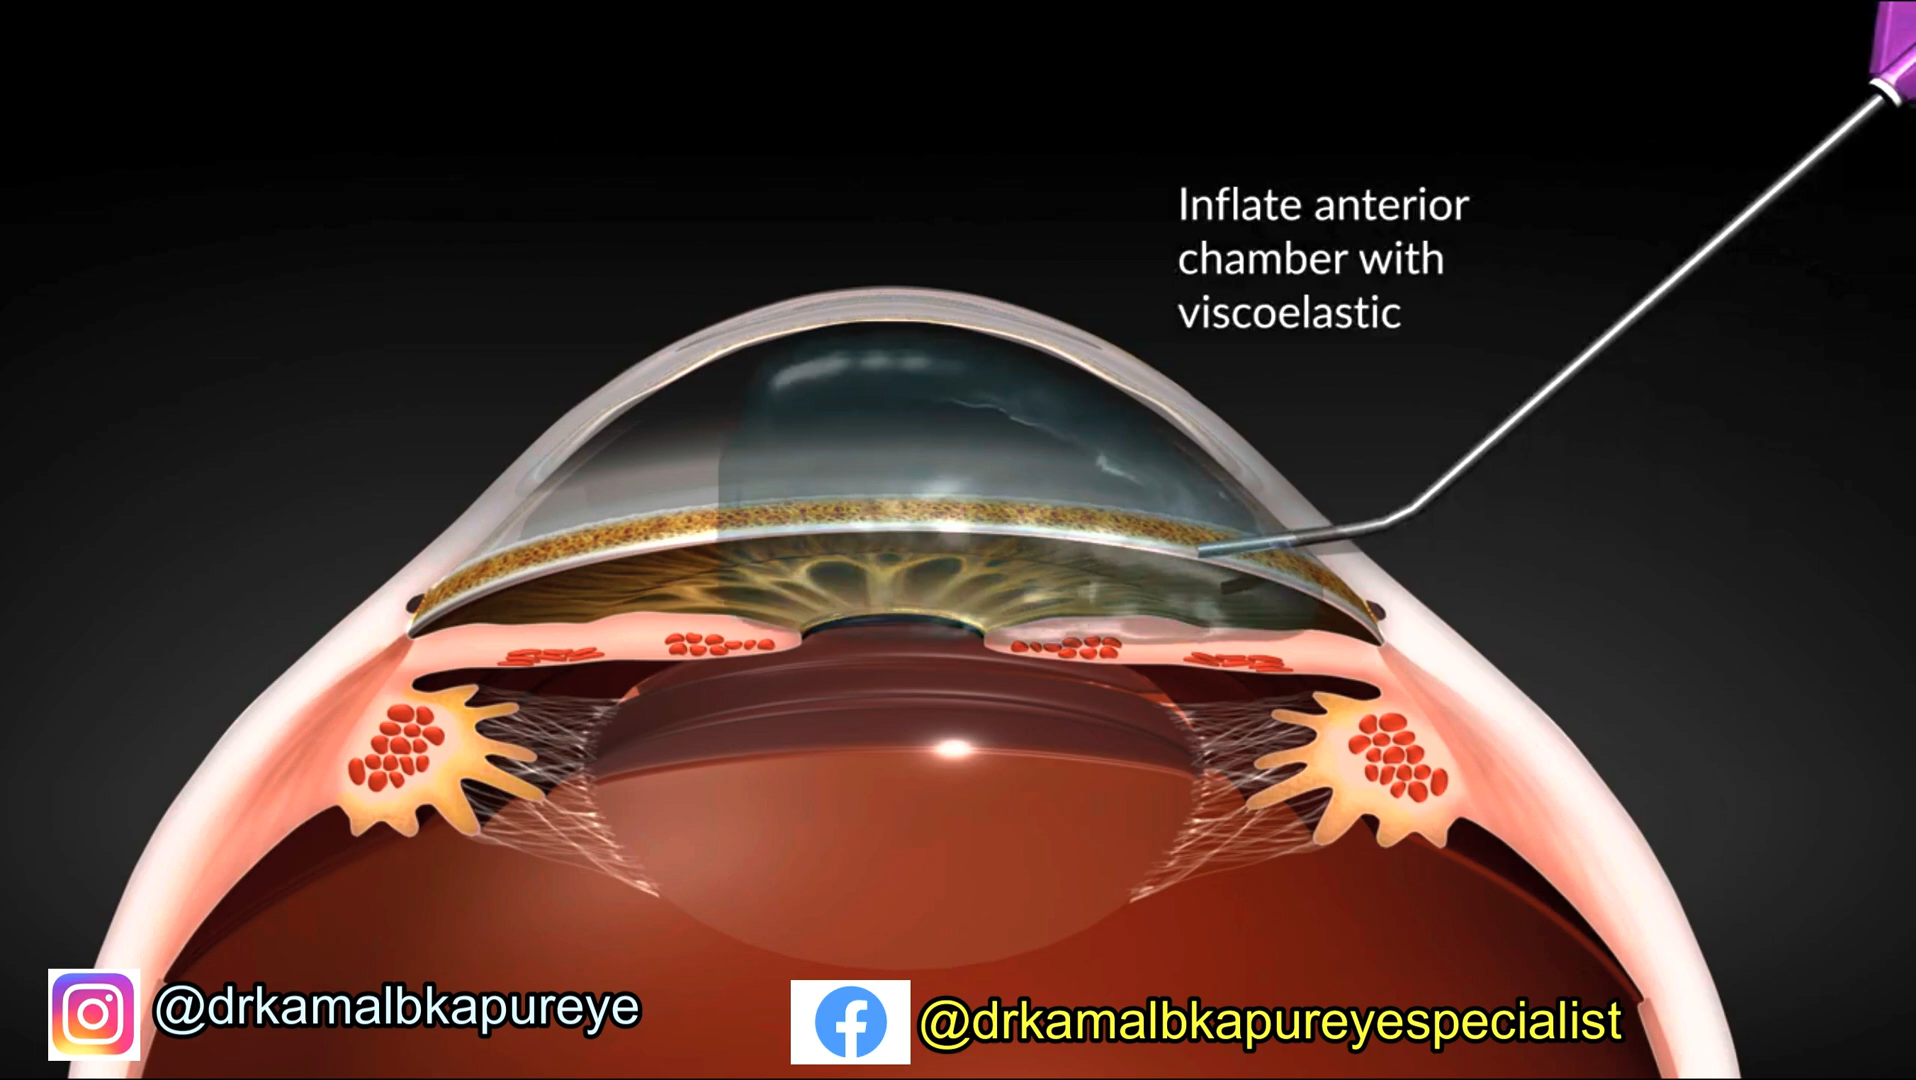 Inflate anterior
chamber with
viscoelastic
@drkamalbkapureye
@drkamalbkapureyespecialist